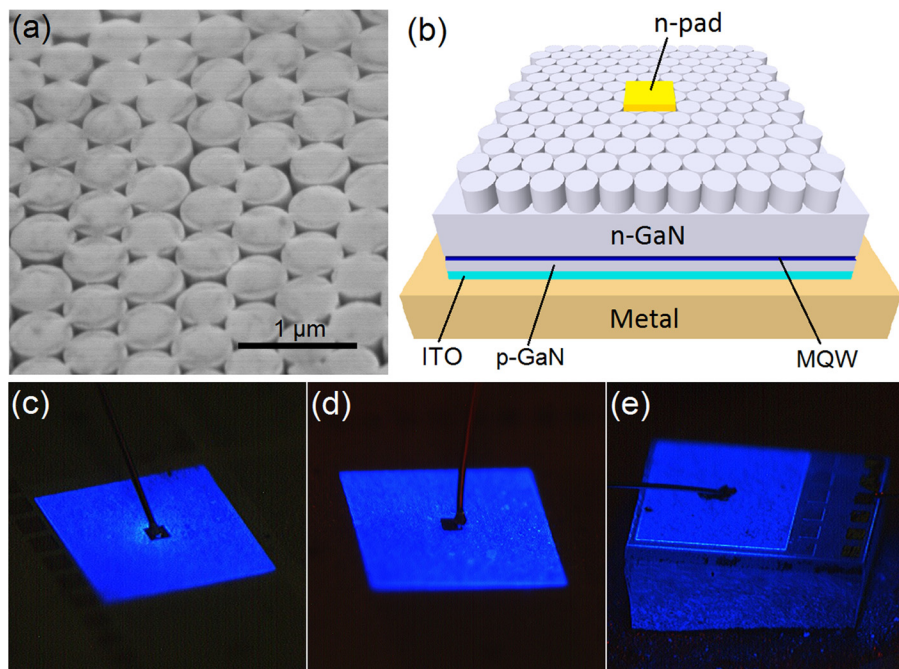 (a)
1 µm
(b)
n-pad
n-GaN
Metal
ITO
p-GaN
MQW
(c)
(d)
(e)